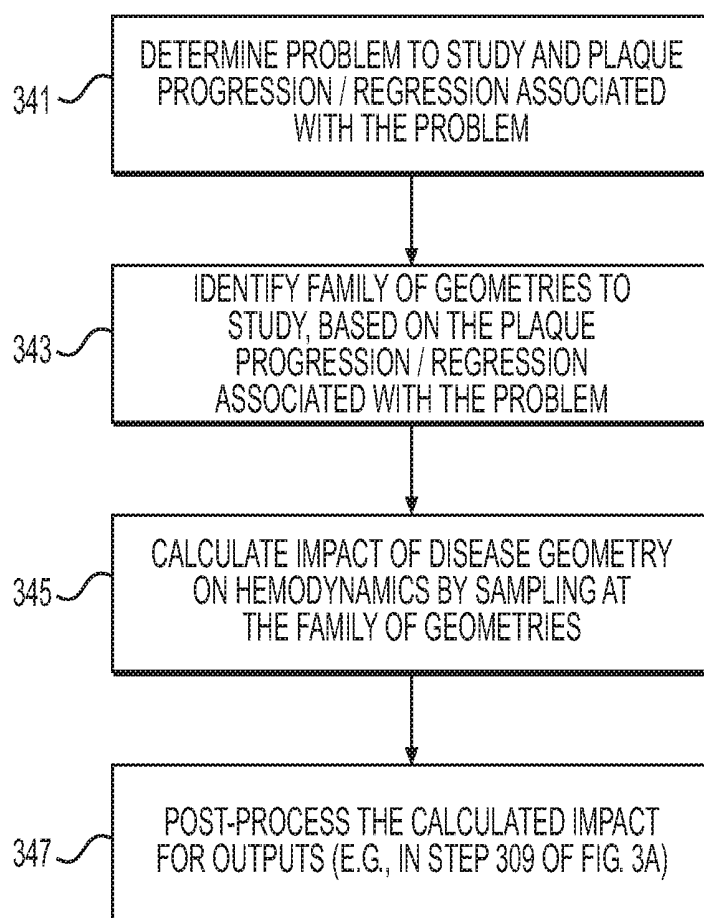 341
DETERMINE PROBLEM TO STUDY AND PLAQUE
PROGRESSION / REGRESSION ASSOCIATED
WITH THE PROBLEM
343
IDENTIFY FAMILY OF GEOMETRIES TO
STUDY, BASED ON THE PLAQUE
PROGRESSION / REGRESSION
ASSOCIATED WITH THE PROBLEM
345
CALCULATE IMPACT OF DISEASE GEOMETRY
ON HEMODYNAMICS BY SAMPLING AT
THE FAMILY OF GEOMETRIES
347
POST-PROCESS THE CALCULATED IMPACT
FOR OUTPUTS (E.G., IN STEP 309 OF FIG. 3A)